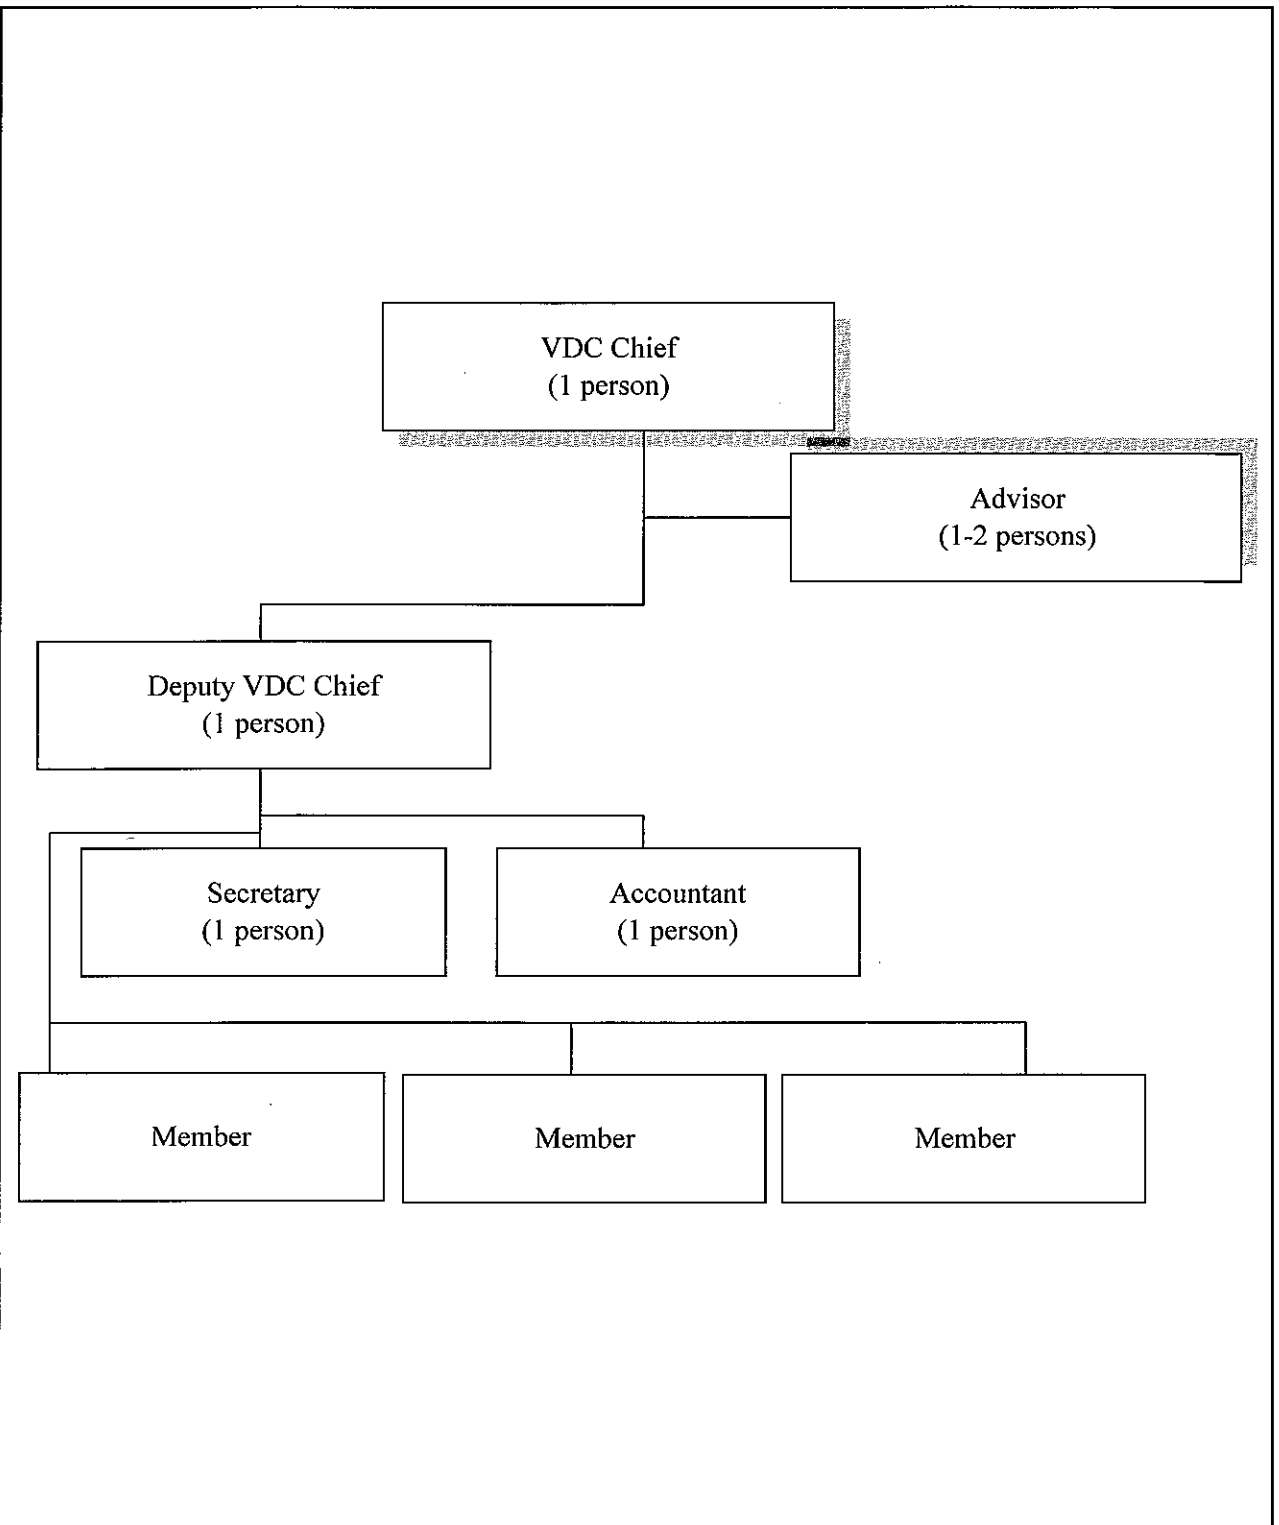 VDC Chief
(1 person)
Advisor
(1-2 persons)
Deputy VDC Chief
(1 person)
Secretary
(1 person)
Accountant
(1 person)
Member
Member
Member